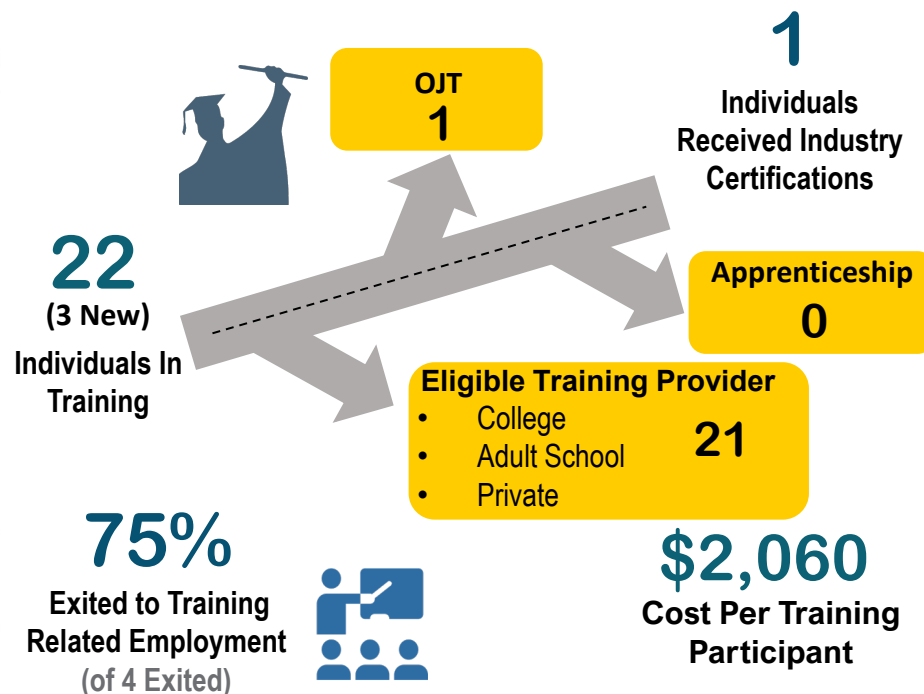 OJT
1
1
Individuals
Received Industry
Certifications
22
(3 New)
Individuals In
Training
Apprenticeship
0
Eligible Training Provider
• College
• Adult School
• Private
21
75%
Exited to Training
Related Employment
(of 4 Exited)
$2,060
Cost Per Training
Participant